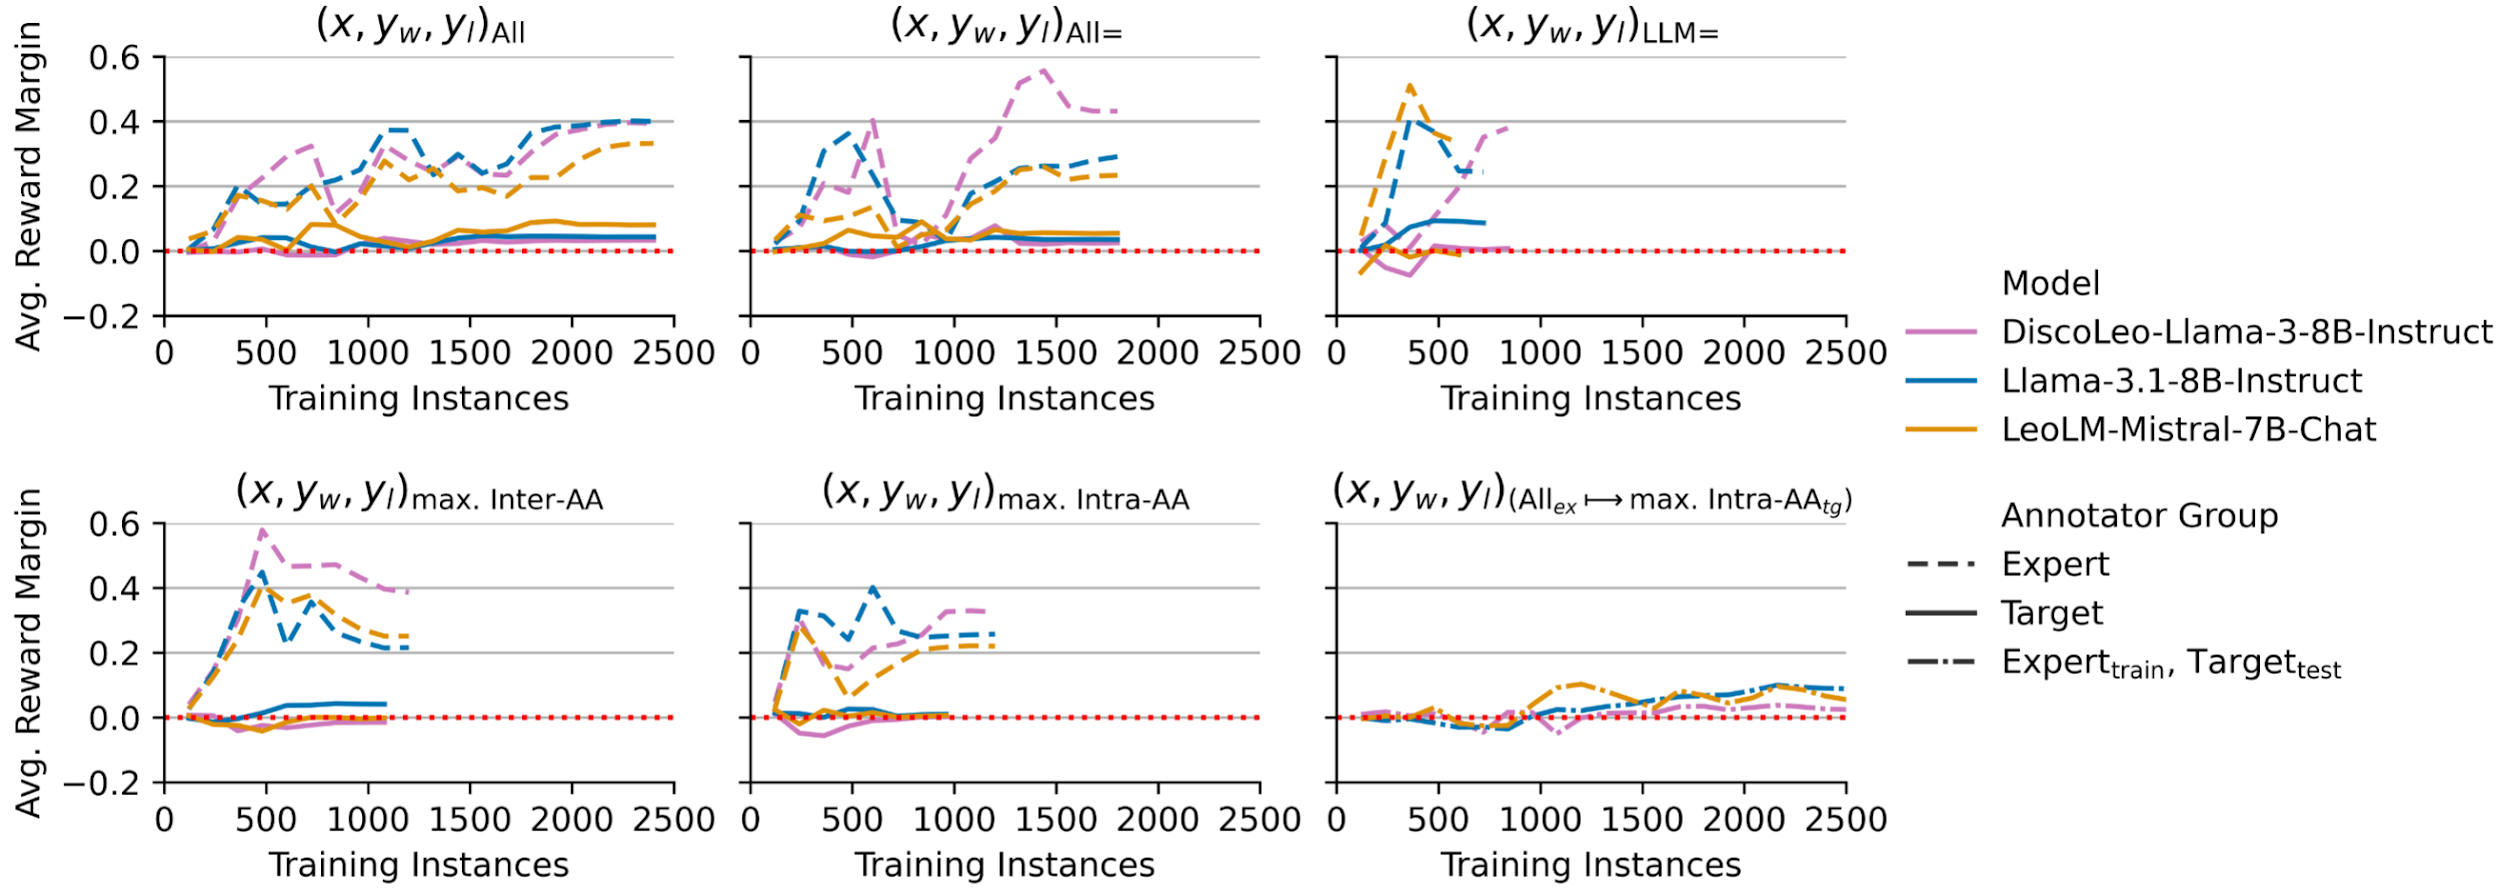 (x, y_w, y_l)_All
(x, y_w, y_l)_All=
(x, y_w, y_l)_LLM=
Avg. Reward Margin
0.6
0.4
0.2
0.0
−0.2
0 500 1000 1500 2000 2500
0 500 1000 1500 2000 2500
0 500 1000 1500 2000 2500
Training Instances
Training Instances
Training Instances
(x, y_w, y_l)_max. Inter-AA
(x, y_w, y_l)_max. Intra-AA
(x, y_w, y_l)_(All_ex ⟼ max. Intra-AA_tg)
Avg. Reward Margin
0.6
0.4
0.2
0.0
−0.2
0 500 1000 1500 2000 2500
0 500 1000 1500 2000 2500
0 500 1000 1500 2000 2500
Training Instances
Training Instances
Training Instances
Model
DiscoLeo-Llama-3-8B-Instruct
Llama-3.1-8B-Instruct
LeoLM-Mistral-7B-Chat
Annotator Group
Expert
Target
Expert_train, Target_test